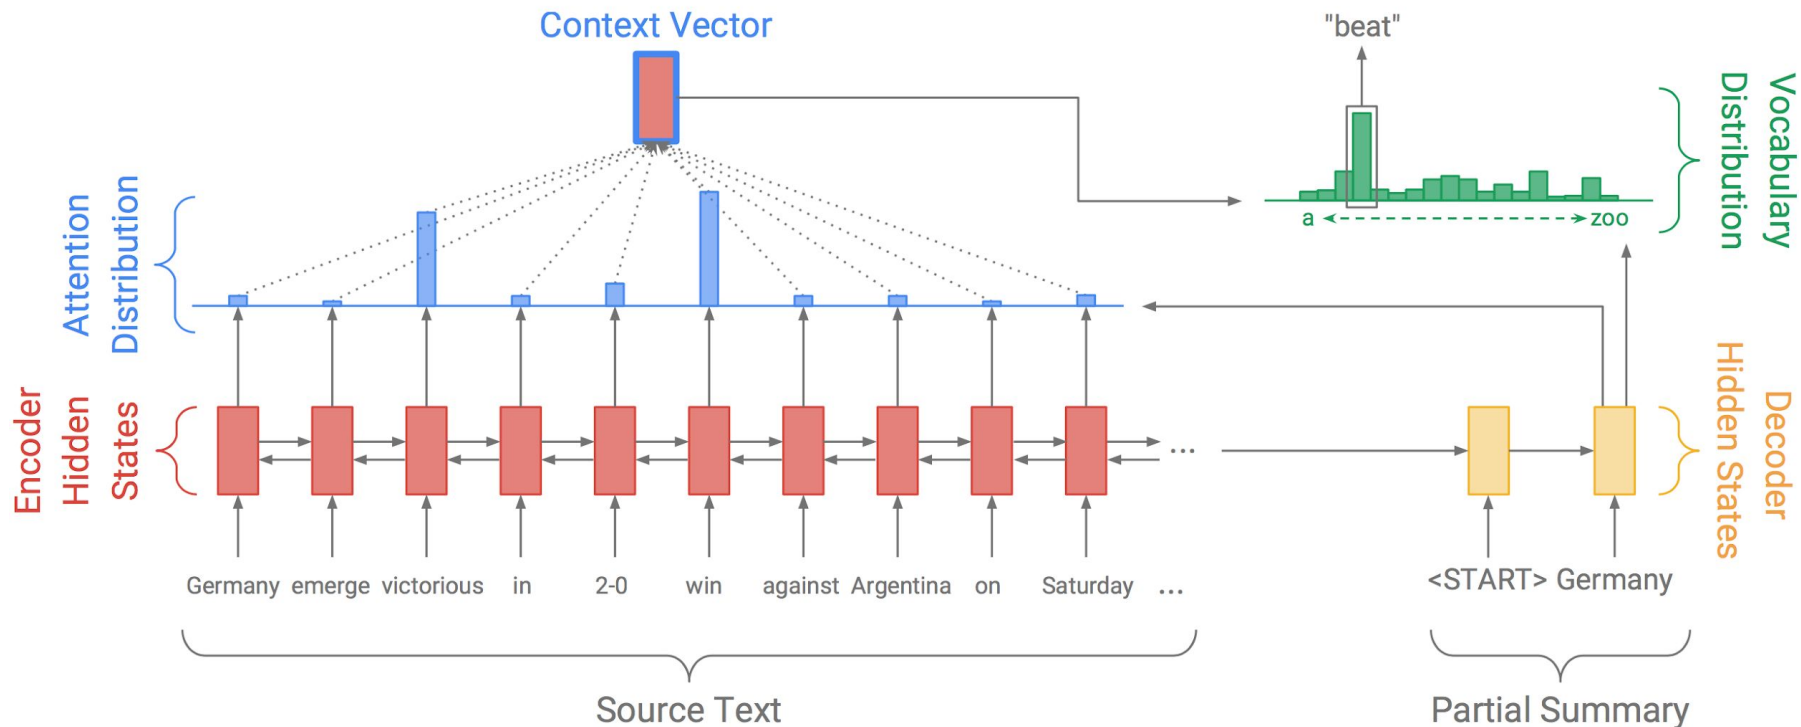 Context Vector
"beat"
Vocabulary
Distribution
a
zoo
Attention
Distribution
Encoder
Hidden
States
...
Decoder
Hidden States
Germany emerge victorious in 2-0 win against Argentina on Saturday ...
<START> Germany
Source Text
Partial Summary